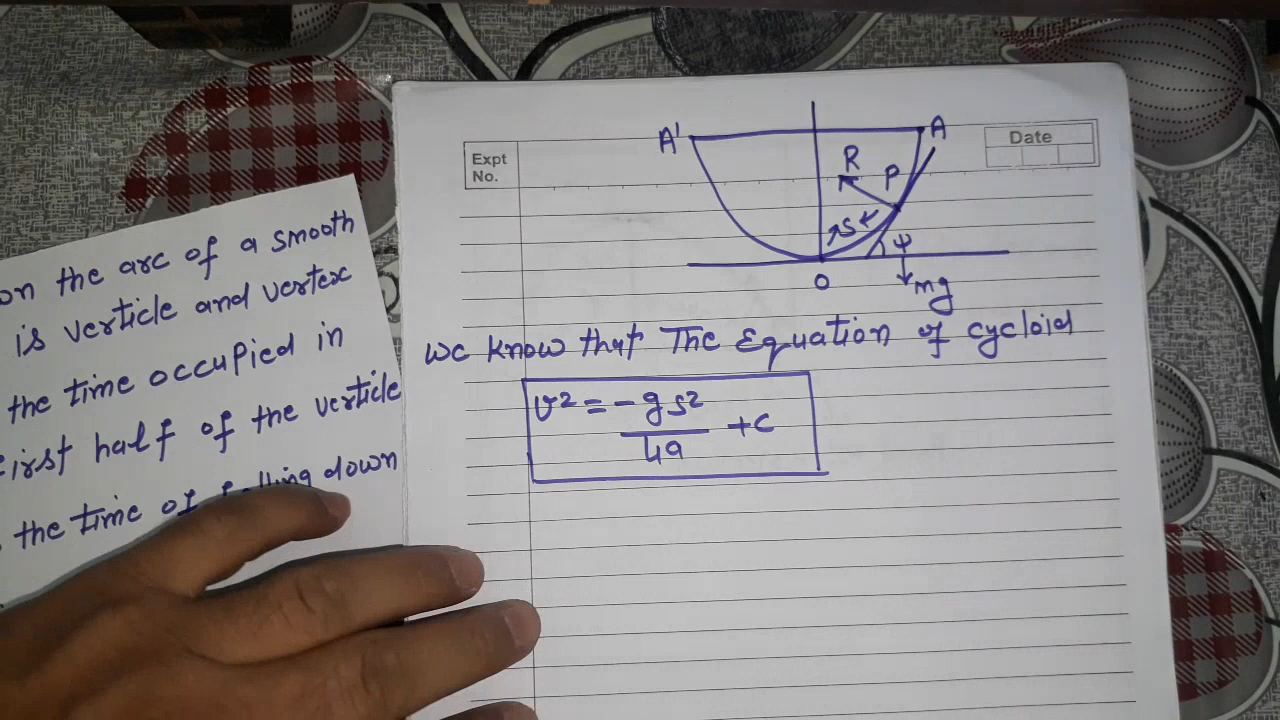 on the arc of a smooth
is verticle and vertex
the time occupied in
first half of the verticle
the time of falling down
Expt No.
Date
A'
A
R
P
S
ψ
O
mg
We know that The Equation of cycloid
v² = -gs²/4a + c